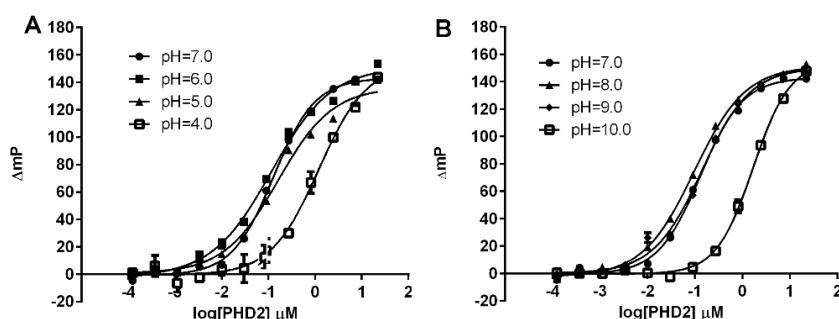 A
180
160
140
120
100
80
60
40
20
0
-20
ΔmP
pH=7.0
pH=6.0
pH=5.0
pH=4.0
-4 -3 -2 -1 0 1 2
log[PHD2] μM
B
180
160
140
120
100
80
60
40
20
0
-20
ΔmP
pH=7.0
pH=8.0
pH=9.0
pH=10.0
-4 -3 -2 -1 0 1 2
log[PHD2] μM